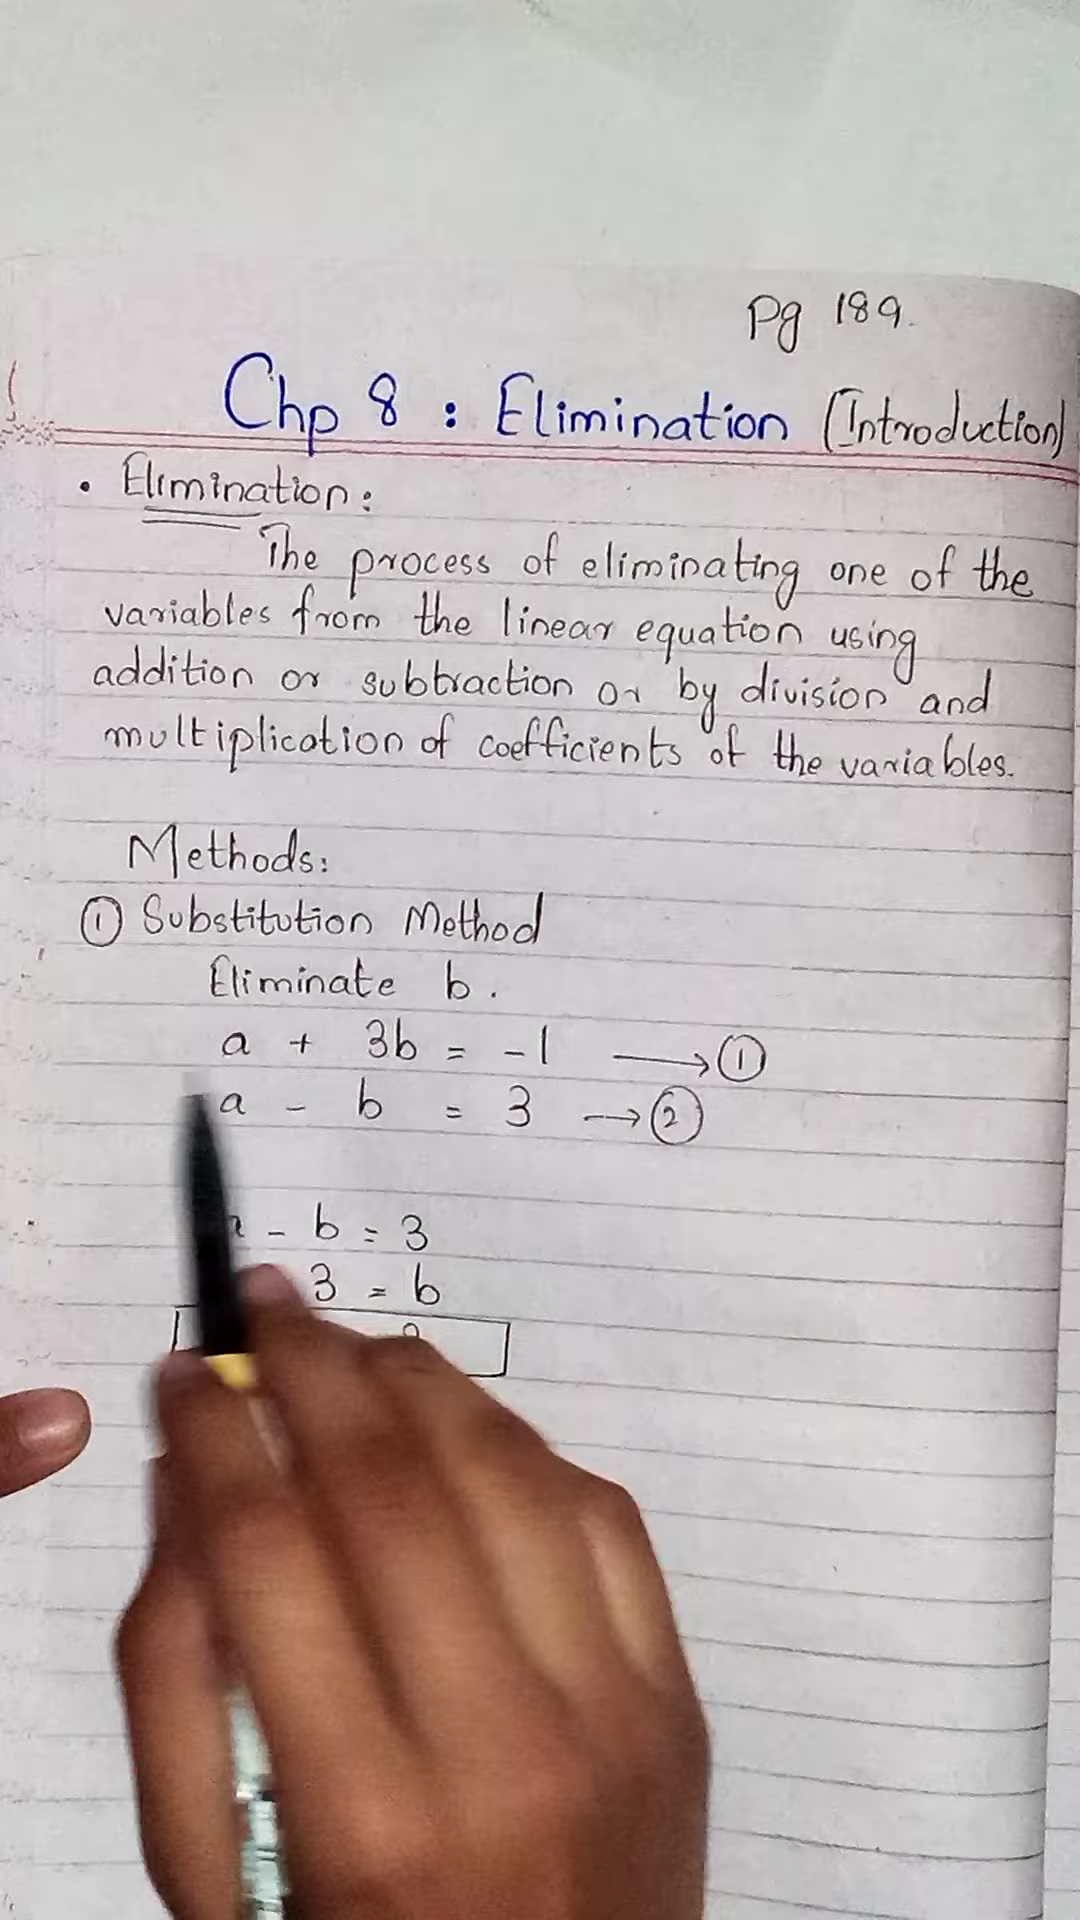 Pg 189.
Chp 8 : Elimination (Introduction)
• Elimination:
The process of eliminating one of the
variables from the linear equation using
addition or subtraction or by division and
multiplication of coefficients of the variables.
Methods:
① Substitution Method
Eliminate b.
a + 3b = -1 ⟶ ①
a - b = 3 → ②
- b = 3
3 = b